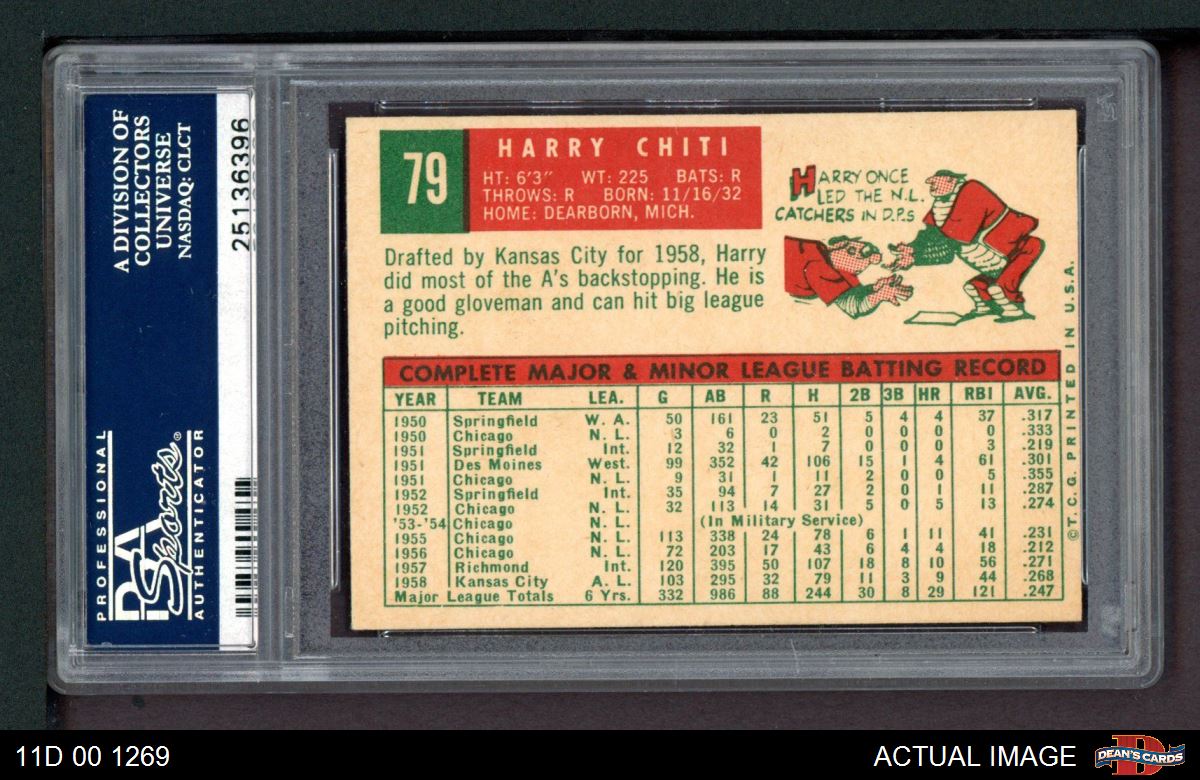 A DIVISION OF
COLLECTORS
UNIVERSE
NASDAQ: CLCT
25136396
PROFESSIONAL
PSA
Sports®
AUTHENTICATOR
79
HARRY CHITI
HT: 6'3" WT: 225 BATS: R
THROWS: R BORN: 11/16/32
HOME: DEARBORN, MICH.
HARRY ONCE
LED THE N.L.
CATCHERS IN D.P.S
Drafted by Kansas City for 1958, Harry
did most of the A's backstopping. He is
a good gloveman and can hit big league
pitching.
COMPLETE MAJOR & MINOR LEAGUE BATTING RECORD
YEAR TEAM LEA. G AB R H 2B 3B HR RBI AVG.
1950 Springfield W. A. 50 161 23 51 5 4 4 37 .317
1950 Chicago N. L. 3 6 0 2 0 0 0 0 .333
1951 Springfield Int. 12 32 1 7 0 0 0 3 .219
1951 Des Moines West. 99 352 42 106 15 1 4 61 .301
1951 Chicago N. L. 9 31 1 11 2 0 0 5 .355
1952 Springfield Int. 35 94 7 27 2 0 1 11 .287
1952 Chicago N. L. 32 113 14 31 5 0 5 13 .274
'53-'54 Chicago N. L. (In Military Service)
1955 Chicago N. L. 113 338 24 78 6 1 11 41 .231
1956 Chicago N. L. 72 203 17 43 6 4 4 18 .212
1957 Richmond Int. 120 395 50 107 18 8 10 56 .271
1958 Kansas City A. L. 103 295 32 79 11 3 9 44 .268
Major League Totals 6 Yrs. 332 986 88 244 30 8 29 121 .247
©T.C.G. PRINTED IN U.S.A.
11D 00 1269
ACTUAL IMAGE
D
DEAN'S CARDS